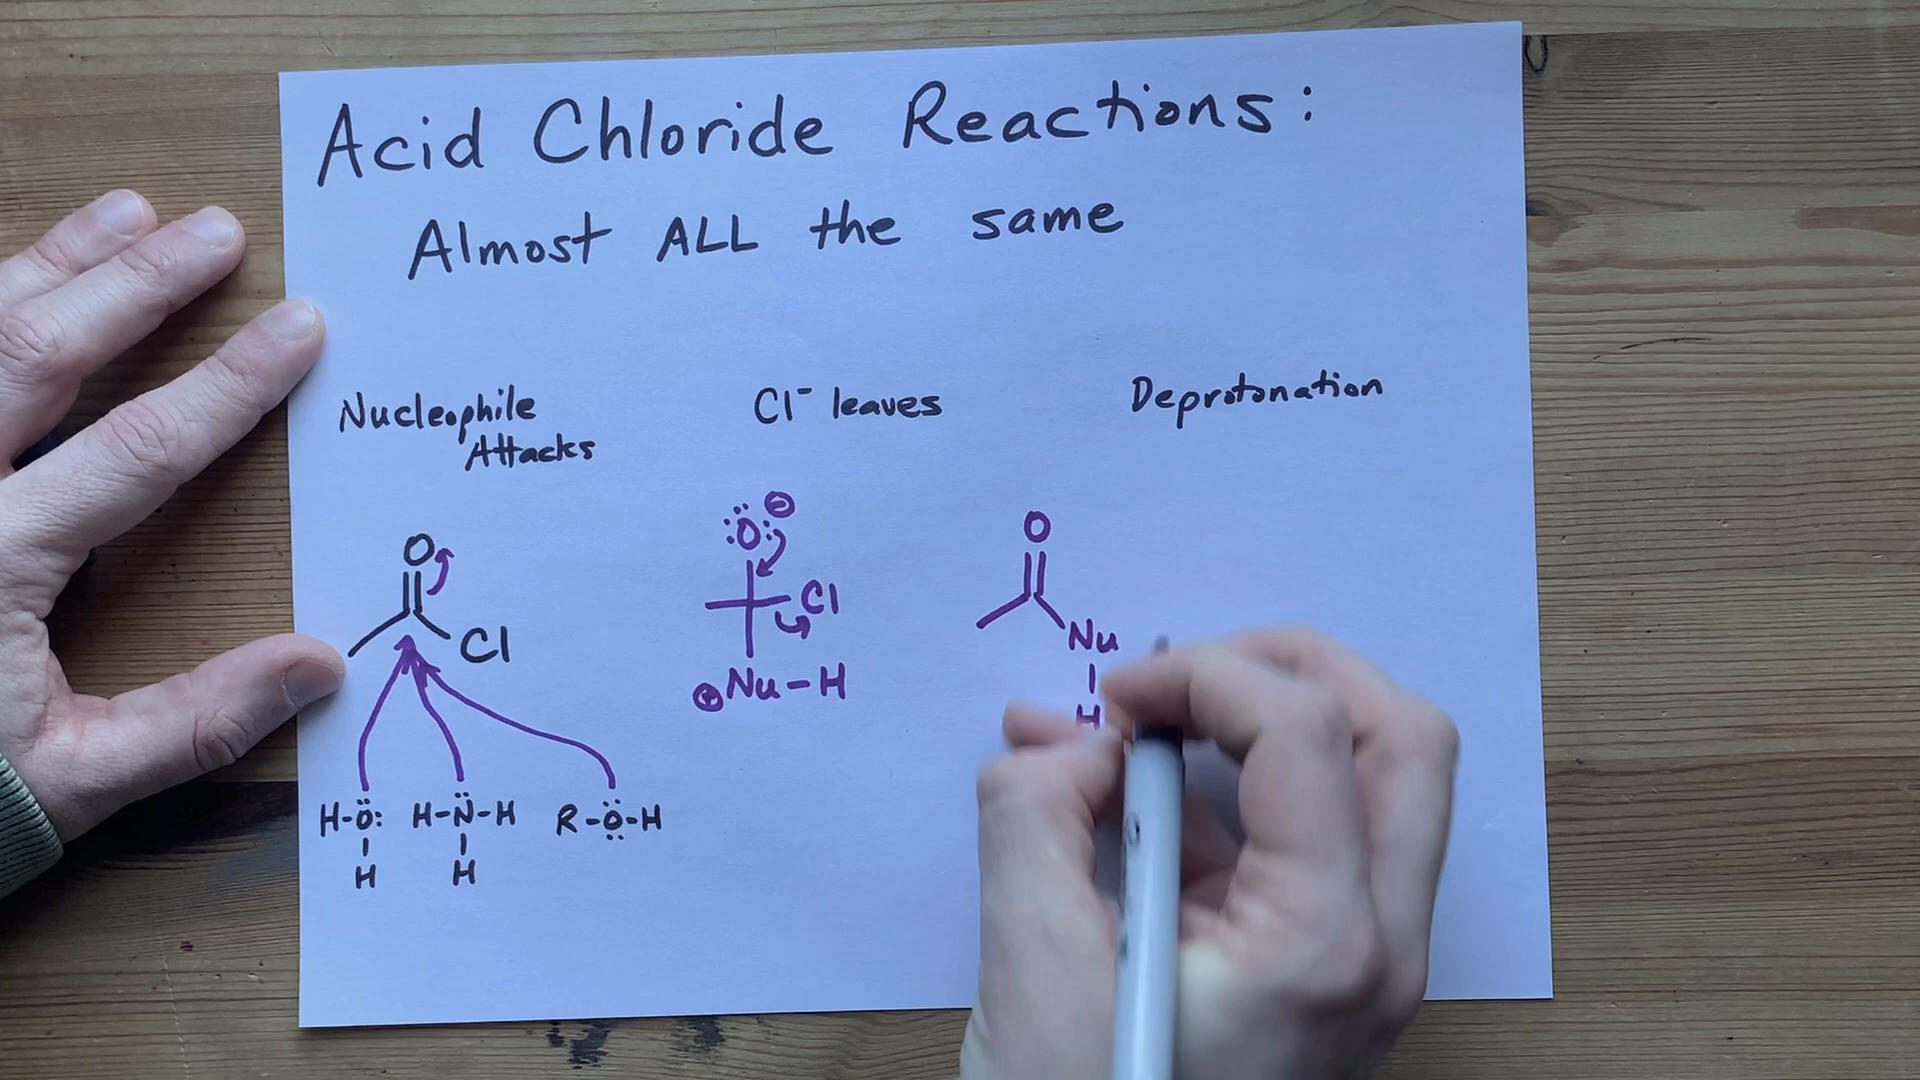 Acid Chloride Reactions:
Almost ALL the same
Nucleophile
Attacks
Cl⁻ leaves
Deprotonation
O
Cl
H-Ö:
H
H-N̈-H
H
R-Ö-H
:Ö: ⊖
Cl
⊕Nu-H
O
Nu
H